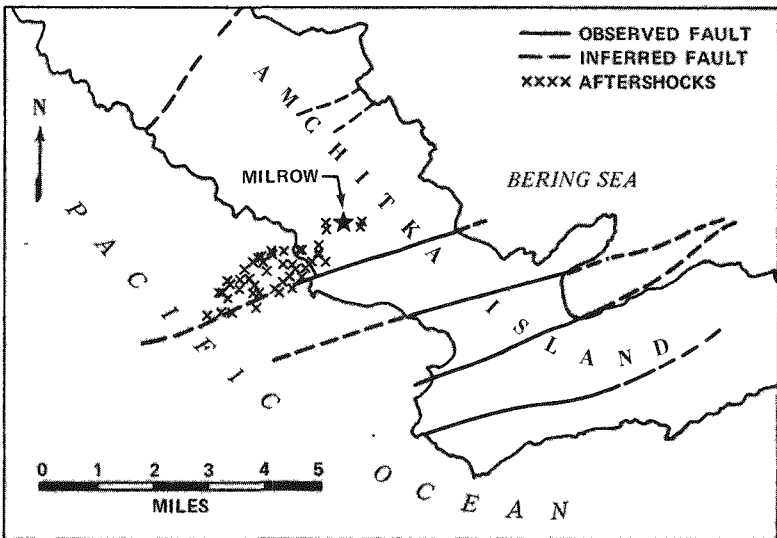 OBSERVED FAULT
INFERRED FAULT
×××× AFTERSHOCKS
N
AMCHITKA
ISLAND
MILROW
BERING SEA
PACIFIC
OCEAN
0 1 2 3 4 5
MILES